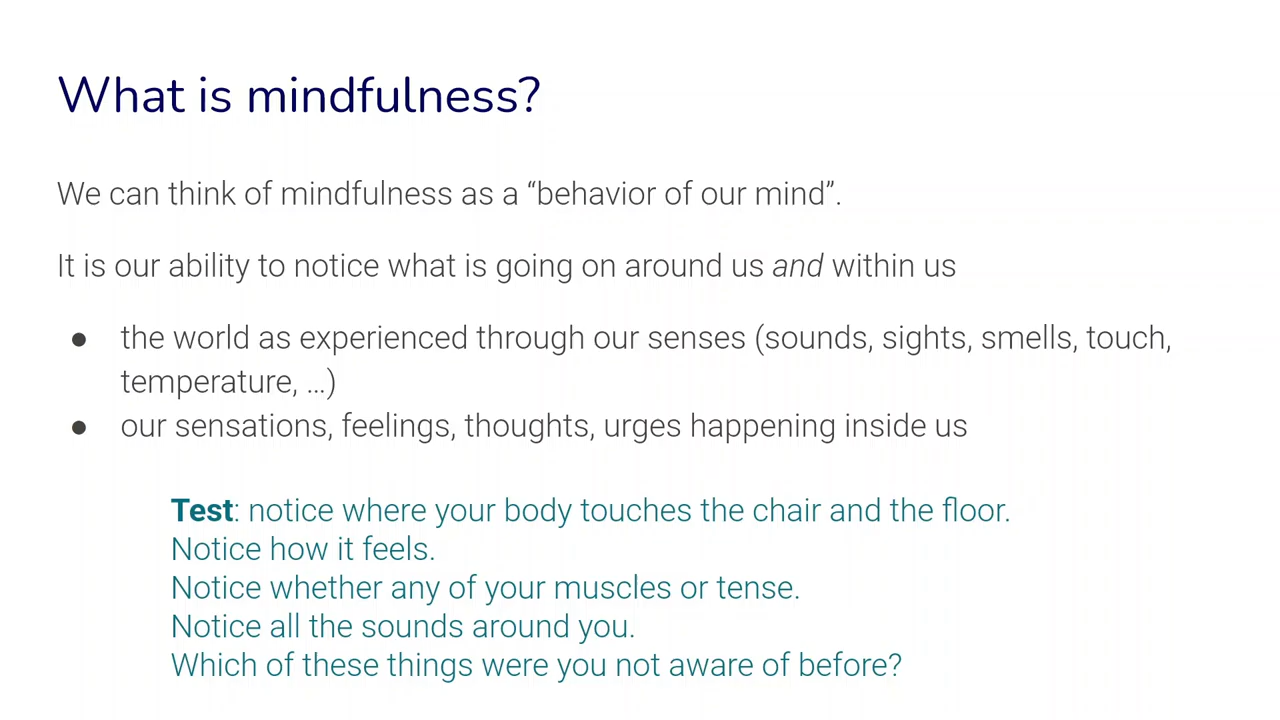 What is mindfulness?
We can think of mindfulness as a “behavior of our mind”.
It is our ability to notice what is going on around us and within us
● the world as experienced through our senses (sounds, sights, smells, touch,
temperature, ...)
● our sensations, feelings, thoughts, urges happening inside us
Test: notice where your body touches the chair and the floor.
Notice how it feels.
Notice whether any of your muscles or tense.
Notice all the sounds around you.
Which of these things were you not aware of before?